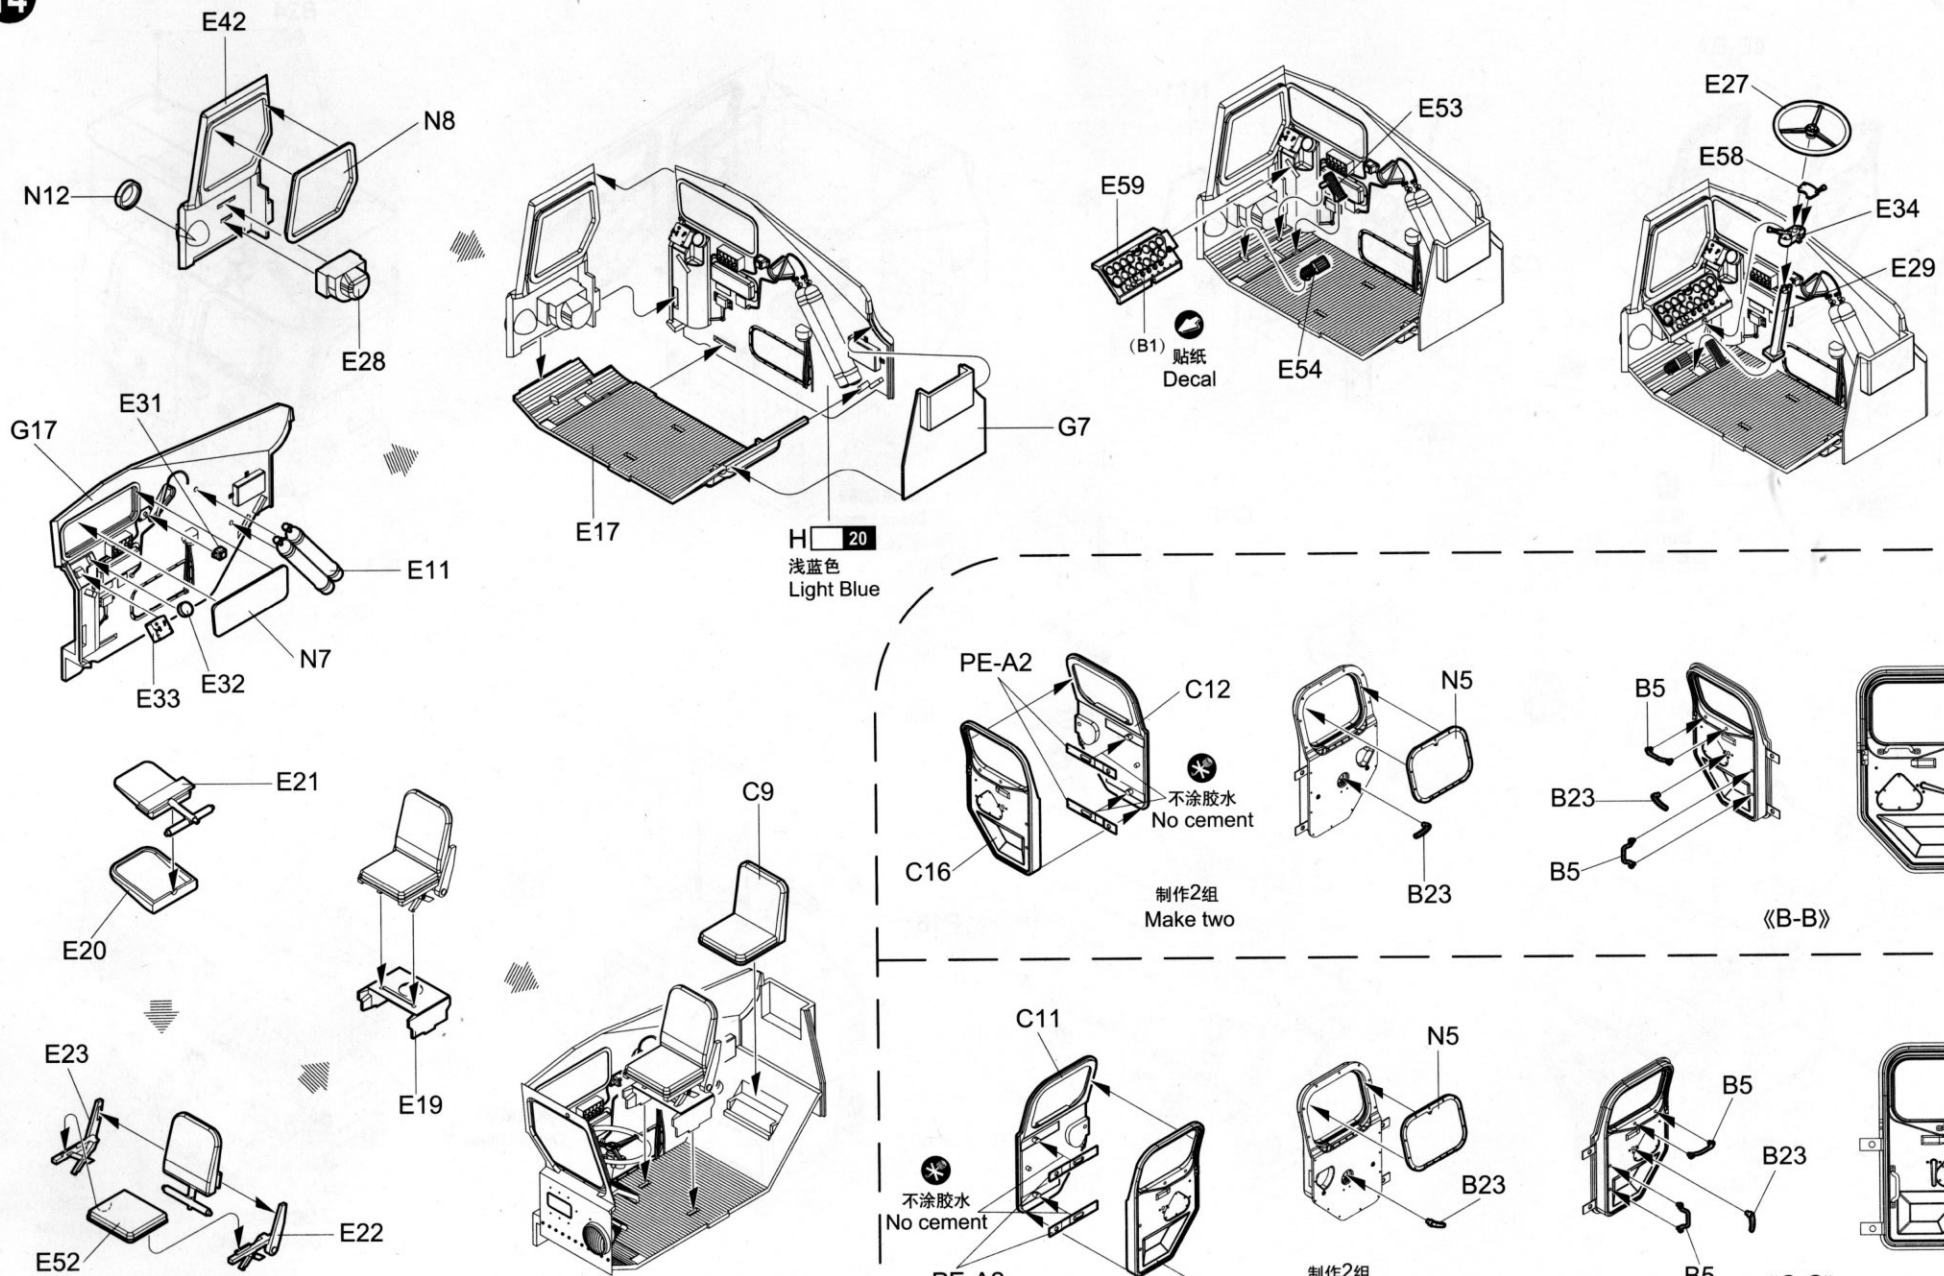 14
E42
N8
N12
E28
E31
G17
E11
N7
E32
E33
E17
G7
H 20
浅蓝色
Light Blue
E53
E59
(B1)
贴纸
Decal
E54
E27
E58
E34
E29
E21
E20
E19
E23
E52
E22
C9
PE-A2
C12
C16
不涂胶水
No cement
制作2组
Make two
N5
B23
B5
B23
B5
《B-B》
C11
不涂胶水
No cement
N5
B23
制作2组
B5
B23
B5